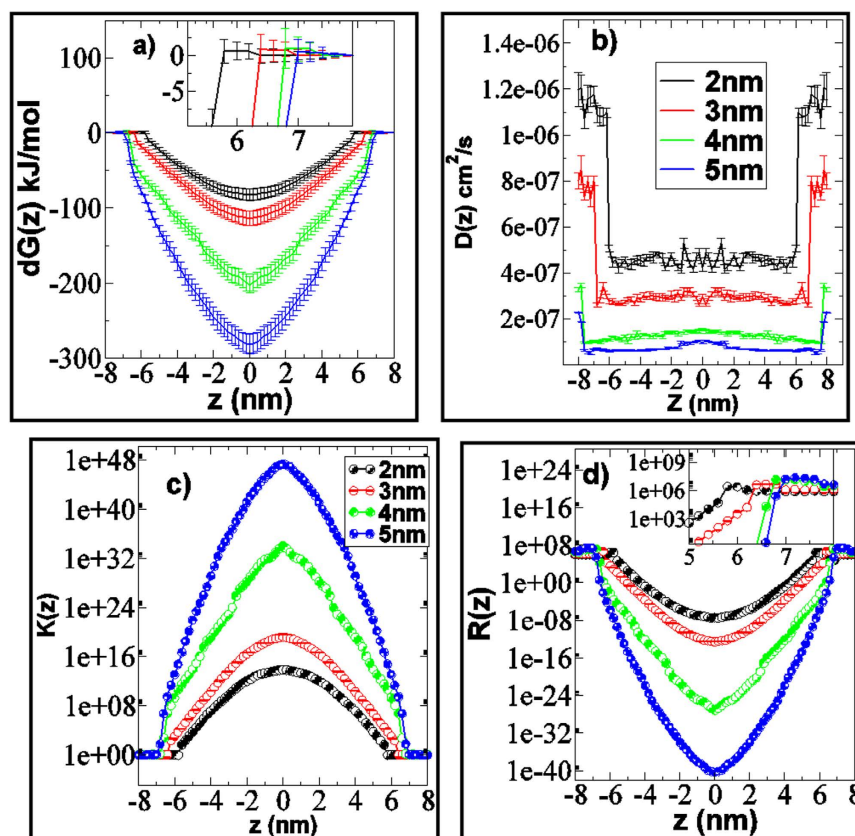 a)
0
-5
6 7
100
50
0
-100
-200
-300
dG(z) kJ/mol
-8 -6 -4 -2 0 2 4 6 8
z (nm)
b)
2nm
3nm
4nm
5nm
1.4e-06
1.2e-06
1e-06
8e-07
6e-07
4e-07
2e-07
D(z) cm²/s
-8 -6 -4 -2 0 2 4 6 8
z (nm)
c)
2nm
3nm
4nm
5nm
1e+48
1e+40
1e+32
1e+24
1e+16
1e+08
1e+00
K(z)
-8 -6 -4 -2 0 2 4 6 8
z (nm)
d)
1e+09
1e+06
1e+03
5 6 7 8
1e+24
1e+16
1e+08
1e+00
1e-08
1e-16
1e-24
1e-32
1e-40
R(z)
-8 -6 -4 -2 0 2 4 6 8
z (nm)